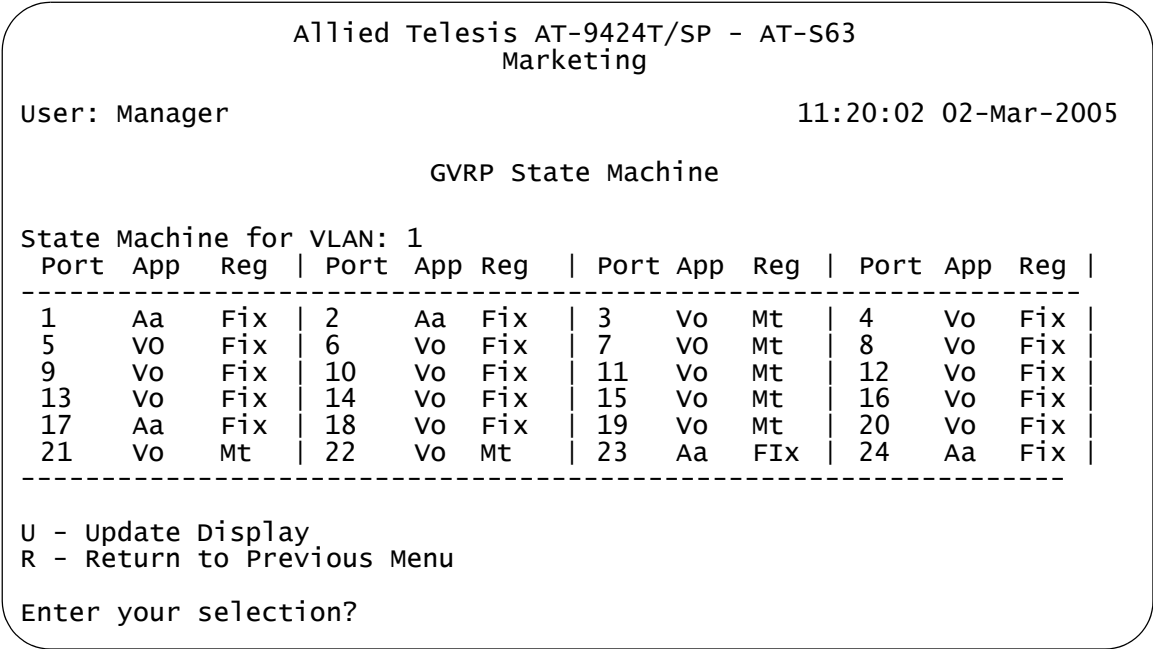 Allied Telesis AT-9424T/SP - AT-S63
Marketing
User: Manager 11:20:02 02-Mar-2005
GVRP State Machine
State Machine for VLAN: 1
Port App Reg | Port App Reg | Port App Reg | Port App Reg |
------------------------------------------------------------------
1 Aa Fix | 2 Aa Fix | 3 Vo Mt | 4 Vo Fix |
5 VO Fix | 6 Vo Fix | 7 VO Mt | 8 Vo Fix |
9 Vo Fix | 10 Vo Fix | 11 Vo Mt | 12 Vo Fix |
13 Vo Fix | 14 Vo Fix | 15 Vo Mt | 16 Vo Fix |
17 Aa Fix | 18 Vo Fix | 19 Vo Mt | 20 Vo Fix |
21 Vo Mt | 22 Vo Mt | 23 Aa FIx | 24 Aa Fix |
-----------------------------------------------------------------
U - Update Display
R - Return to Previous Menu
Enter your selection?